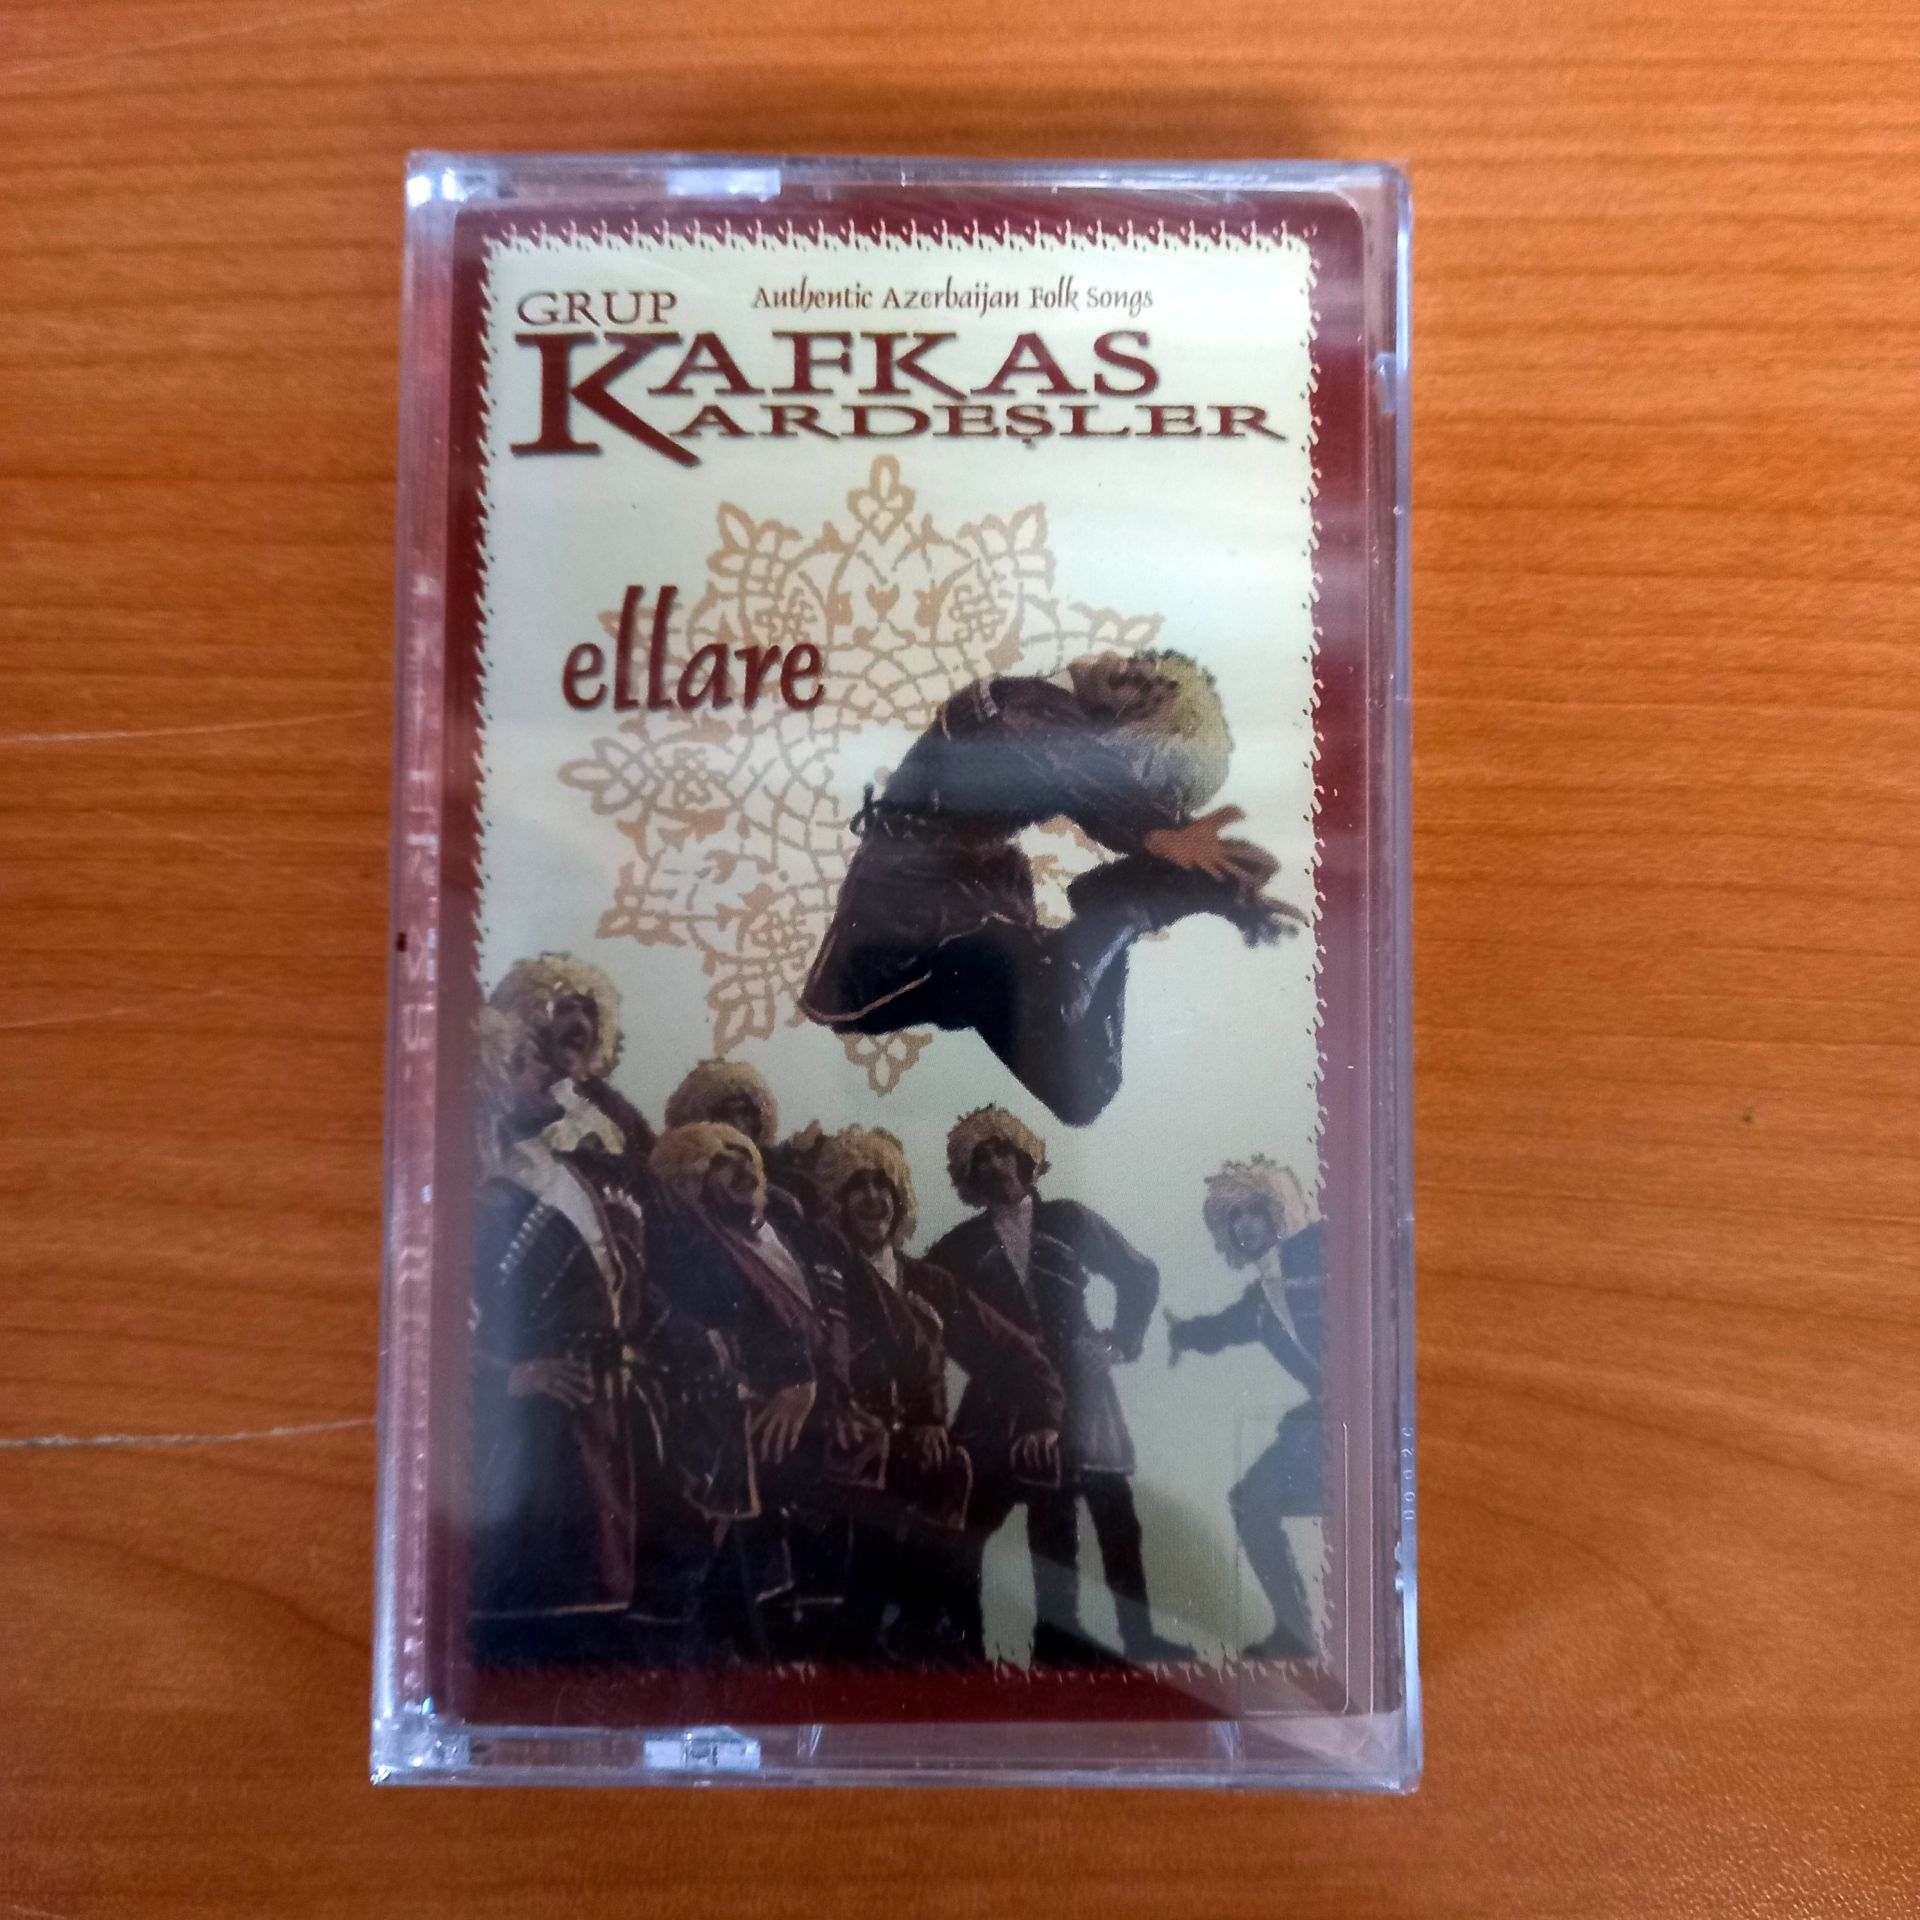 GRUP
Authentic Azerbaijan Folk Songs
KAFKAS
KARDEŞLER
ellare